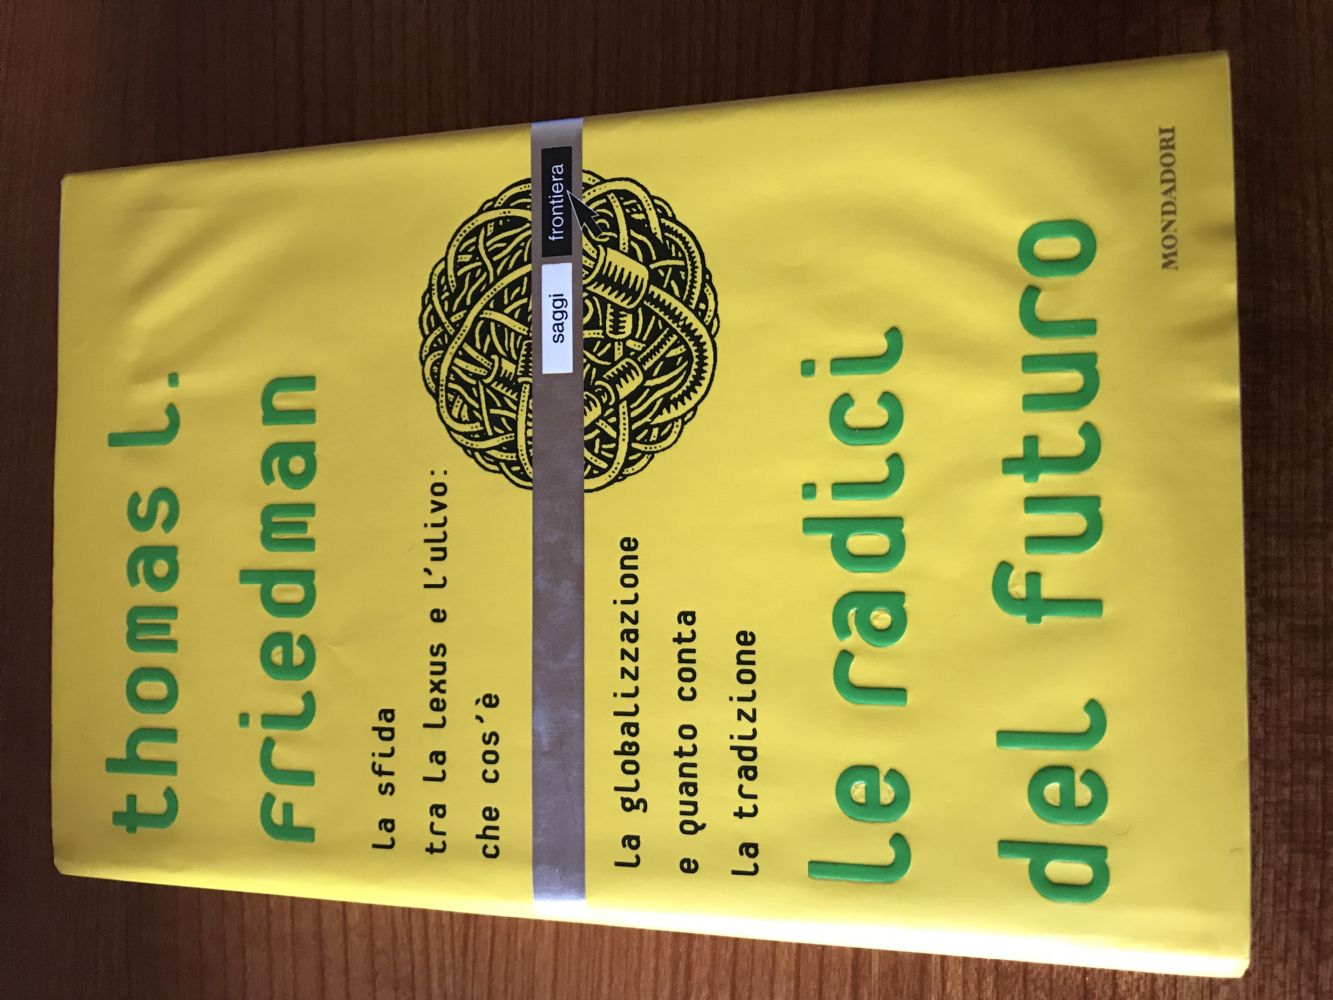 thomas l.
friedman
la sfida
tra la lexus e l'ulivo:
che cos'è
saggi frontiera
la globalizzazione
e quanto conta
la tradizione
le radici
del futuro
MONDADORI